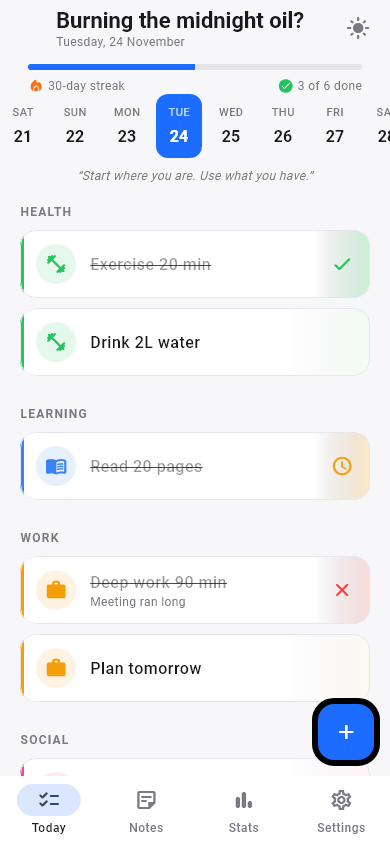 Burning the midnight oil?
Tuesday, 24 November
30-day streak
3 of 6 done
SAT SUN MON TUE WED THU FRI
21 22 23 24 25 26 27
“Start where you are. Use what you have.”
HEALTH
Exercise 20 min
Drink 2L water
LEARNING
Read 20 pages
WORK
Deep work 90 min
Meeting ran long
Plan tomorrow
SOCIAL
Today Notes Stats Settings